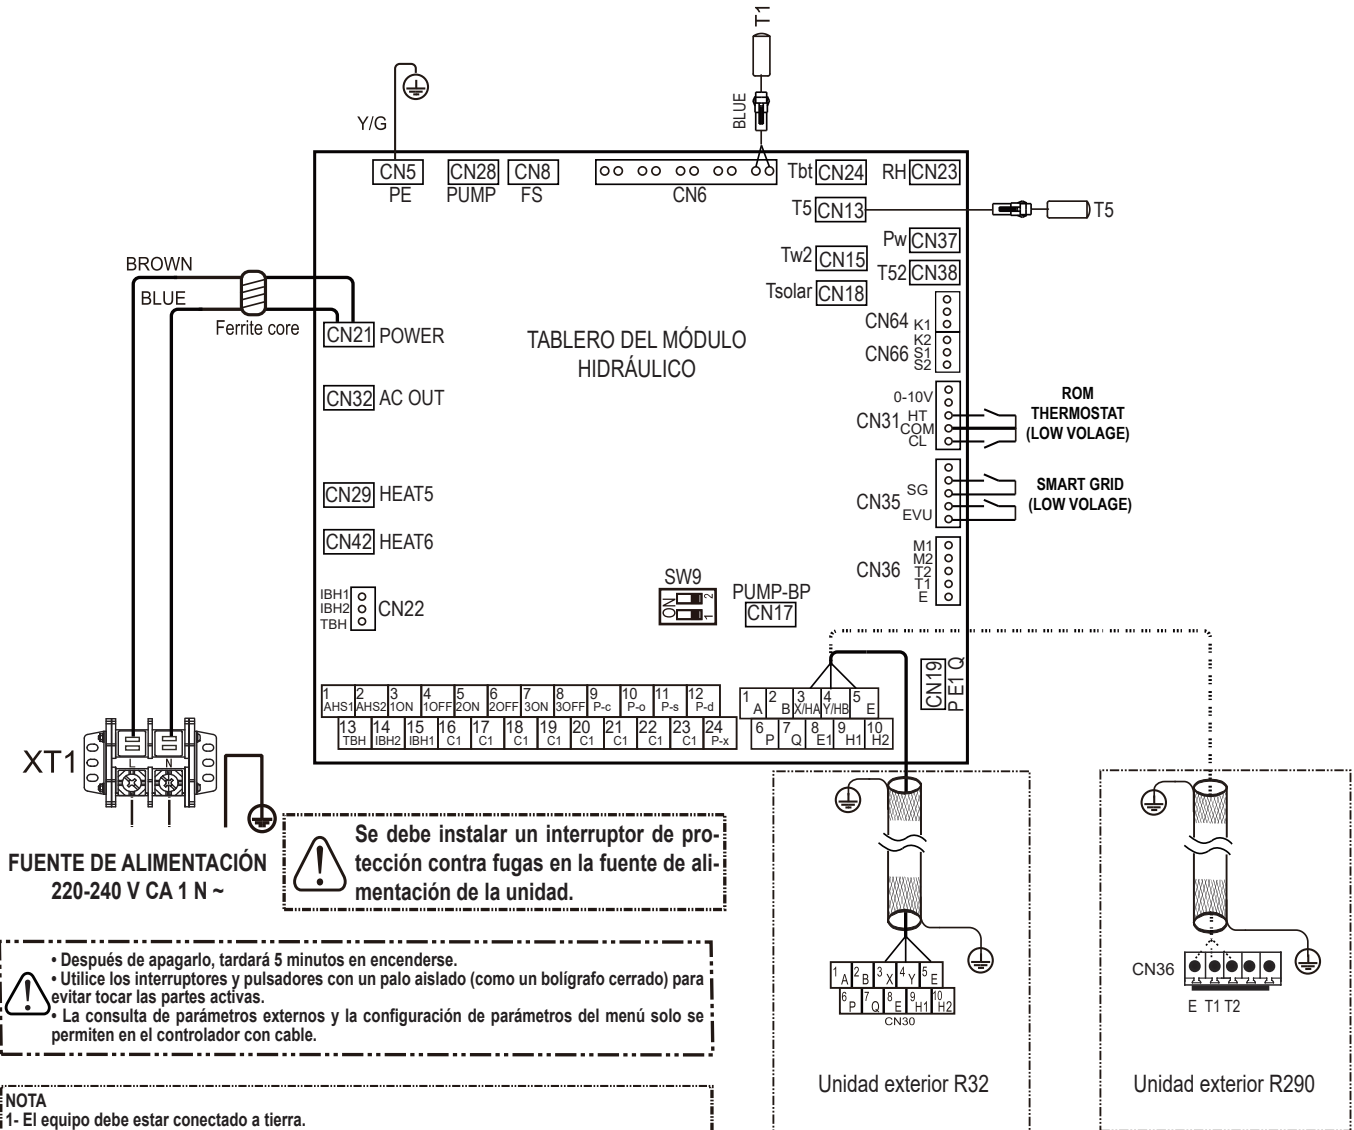 T1
BLUE
Y/G
CN5
PE
CN28
PUMP
CN8
FS
CN6
Tbt CN24
RH CN23
T5 CN13
T5
Pw CN37
Tw2 CN15
T52 CN38
Tsolar CN18
BROWN
BLUE
Ferrite core
CN21 POWER
TABLERO DEL MÓDULO
HIDRÁULICO
CN64 K1
K2
CN66 S1
S2
CN32 AC OUT
0-10V
CN31 HT
COM
CL
ROM
THERMOSTAT
(LOW VOLAGE)
CN29 HEAT5
CN35 SG
EVU
SMART GRID
(LOW VOLAGE)
CN42 HEAT6
M1
M2
CN36 T2
T1
E
IBH1
IBH2
TBH
CN22
SW9
ON
1 2
PUMP-BP
CN17
CN19
P E1 Q
1 AHS1 2 AHS2 3 1ON 4 1OFF 5 2ON 6 2OFF 7 3ON 8 3OFF 9 P-c 10 P-o 11 P-s 12 P-d
13 TBH 14 IBH2 15 IBH1 16 C1 17 C1 18 C1 19 C1 20 C1 21 C1 22 C1 23 C1 24 P-x
1 A 2 B 3 X/HA 4 Y/HB 5 E
6 P 7 Q 8 E1 9 H1 10 H2
XT1
L N
FUENTE DE ALIMENTACIÓN
220-240 V CA 1 N ~
Se debe instalar un interruptor de pro-
tección contra fugas en la fuente de ali-
mentación de la unidad.
• Después de apagarlo, tardará 5 minutos en encenderse.
• Utilice los interruptores y pulsadores con un palo aislado (como un bolígrafo cerrado) para
evitar tocar las partes activas.
• La consulta de parámetros externos y la configuración de parámetros del menú solo se
permiten en el controlador con cable.
NOTA
1- El equipo debe estar conectado a tierra.
1 A 2 B 3 X 4 Y 5 E
6 P 7 Q 8 E 9 H1 10 H2
CN30
Unidad exterior R32
CN36
E T1 T2
Unidad exterior R290